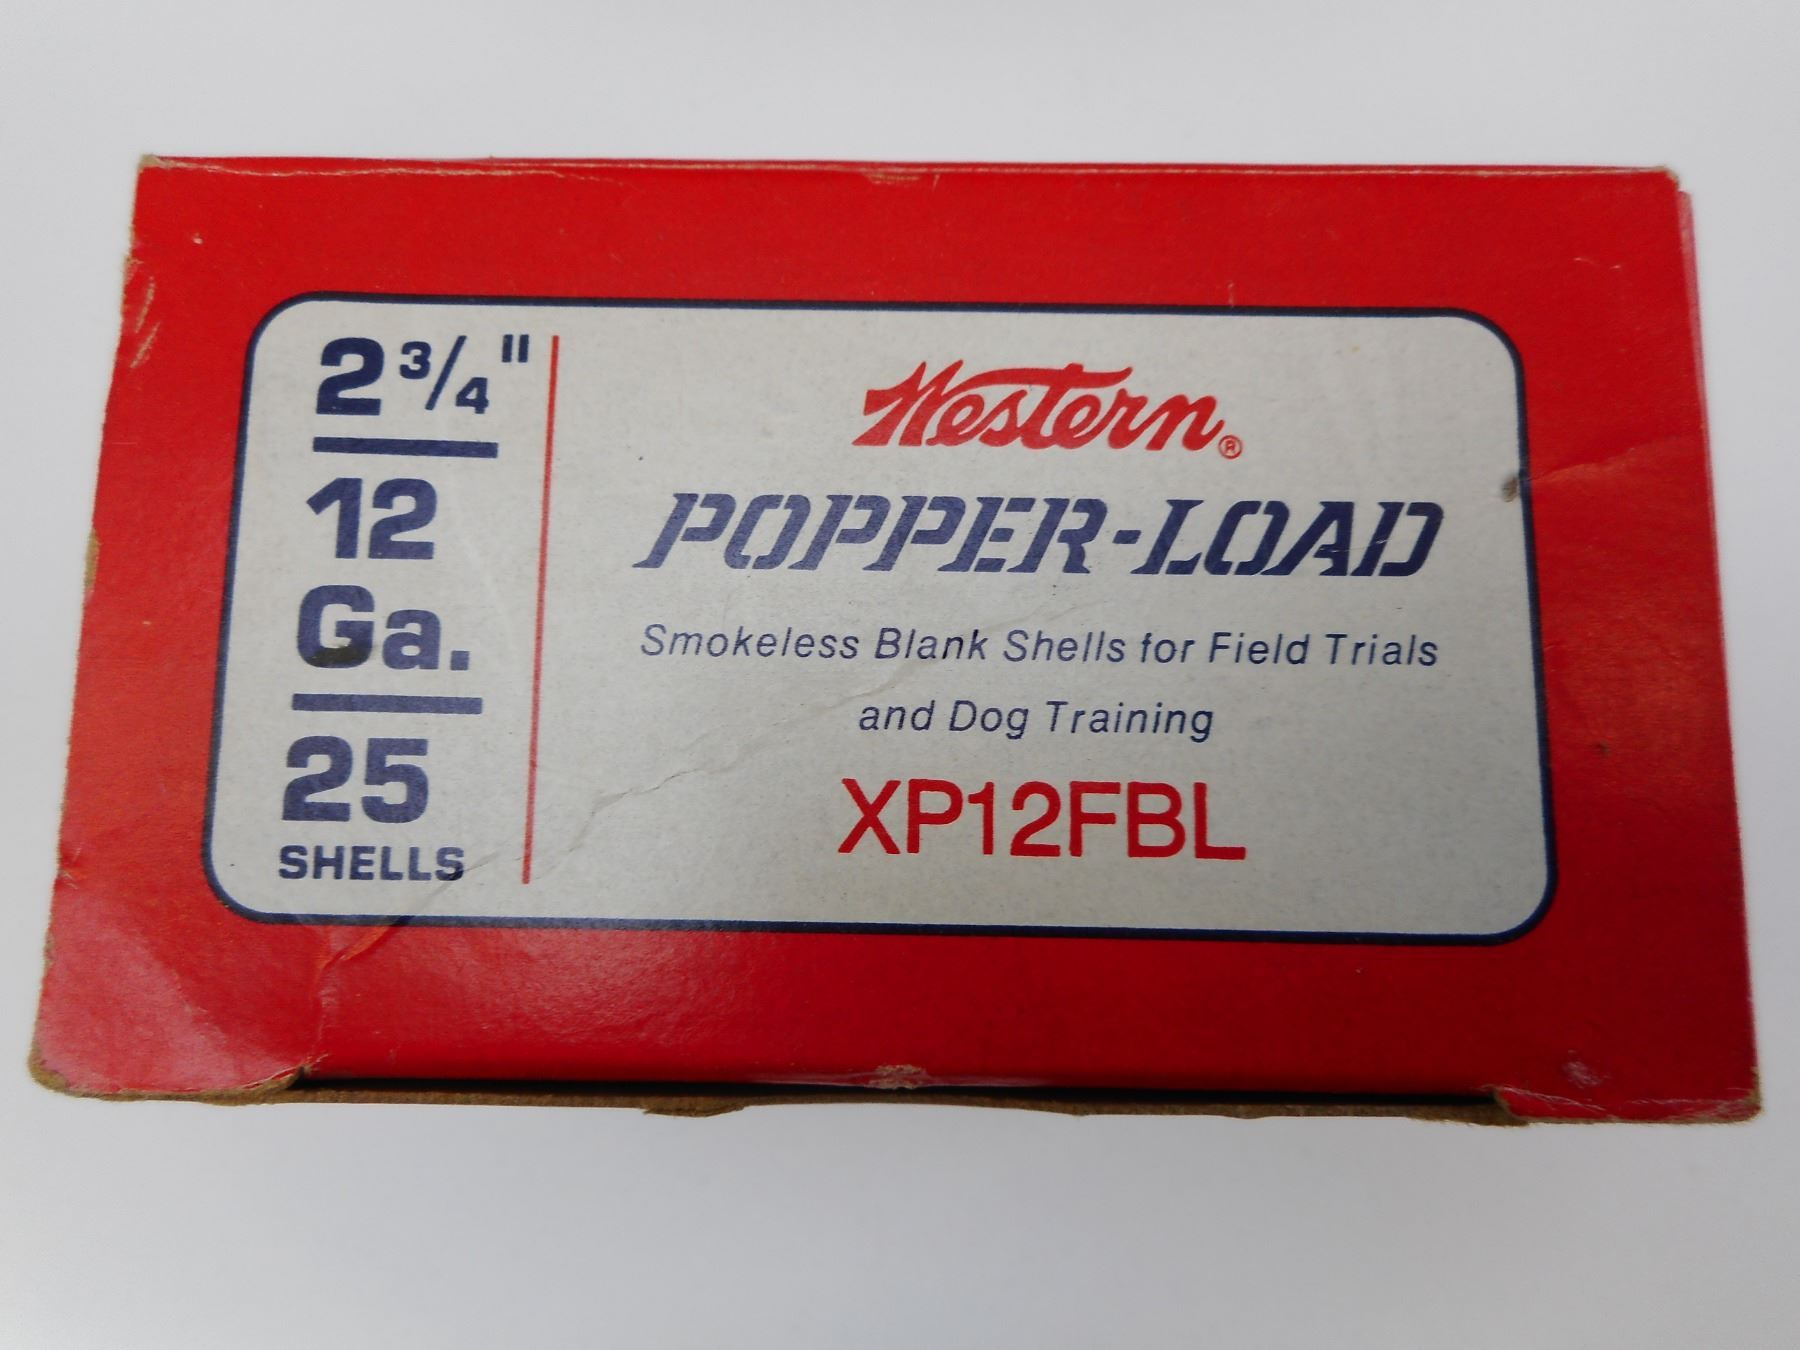 2 3/4"
12
Ga.
25
SHELLS
Western®
POPPER-LOAD
Smokeless Blank Shells for Field Trials
and Dog Training
XP12FBL